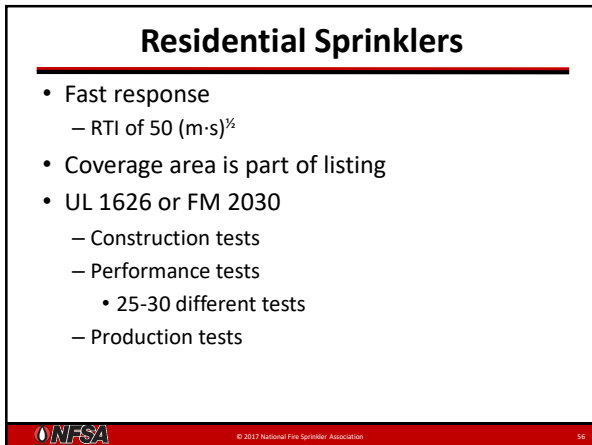 Residential Sprinklers
• Fast response
– RTI of 50 (m·s)½
• Coverage area is part of listing
• UL 1626 or FM 2030
– Construction tests
– Performance tests
• 25-30 different tests
– Production tests
NFSA
© 2017 National Fire Sprinkler Association
56